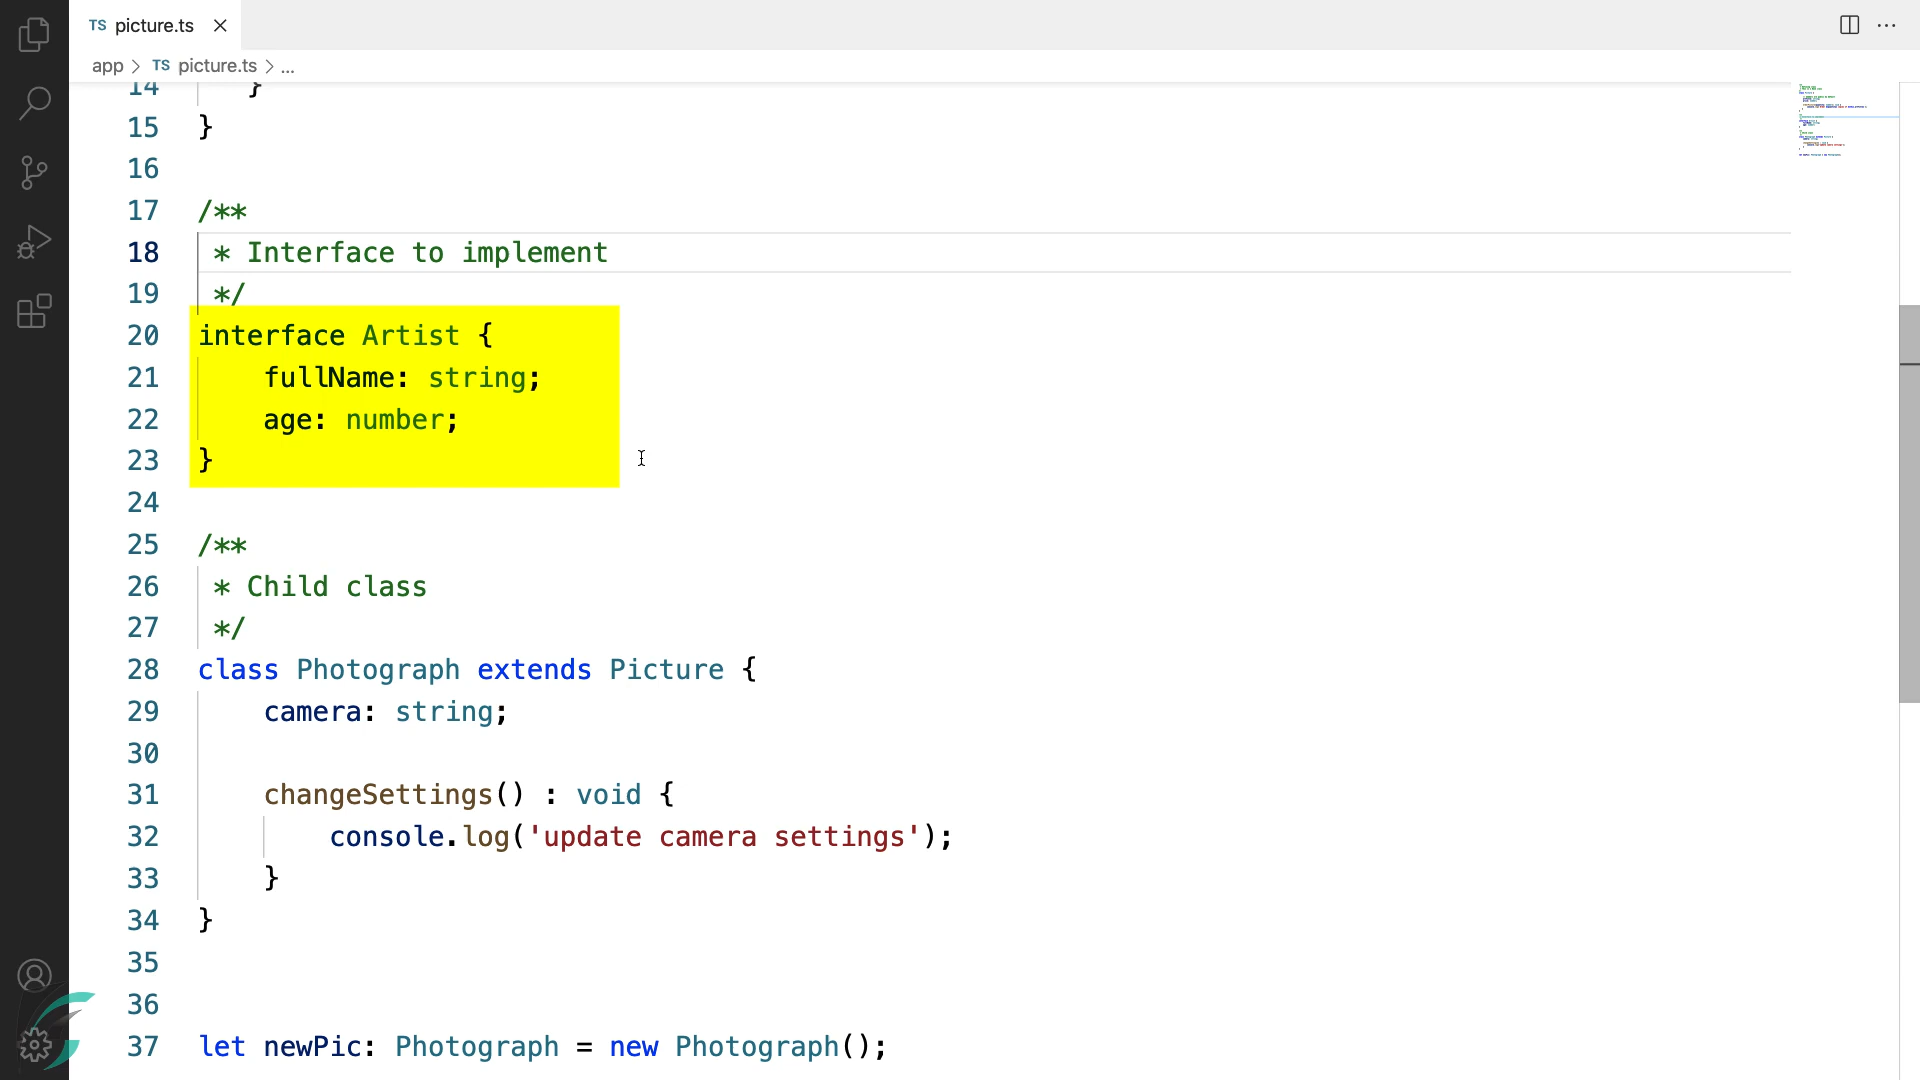 TS picture.ts
app > TS picture.ts > ...
14 }
15 }
16
17 /**
18 * Interface to implement
19 */
20 interface Artist {
21 fullName: string;
22 age: number;
23 }
24
25 /**
26 * Child class
27 */
28 class Photograph extends Picture {
29 camera: string;
30
31 changeSettings() : void {
32 console.log('update camera settings');
33 }
34 }
35
36
37 let newPic: Photograph = new Photograph();